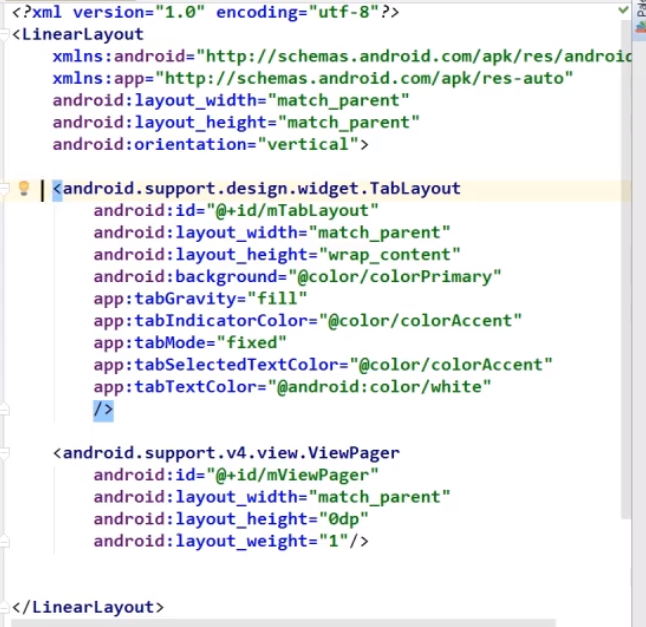 <?xml version="1.0" encoding="utf-8"?>
<LinearLayout
    xmlns:android="http://schemas.android.com/apk/res/android
    xmlns:app="http://schemas.android.com/apk/res-auto"
    android:layout_width="match_parent"
    android:layout_height="match_parent"
    android:orientation="vertical">
    <android.support.design.widget.TabLayout
        android:id="@+id/mTabLayout"
        android:layout_width="match_parent"
        android:layout_height="wrap_content"
        android:background="@color/colorPrimary"
        app:tabGravity="fill"
        app:tabIndicatorColor="@color/colorAccent"
        app:tabMode="fixed"
        app:tabSelectedTextColor="@color/colorAccent"
        app:tabTextColor="@android:color/white"
        />
    <android.support.v4.view.ViewPager
        android:id="@+id/mViewPager"
        android:layout_width="match_parent"
        android:layout_height="0dp"
        android:layout_weight="1"/>
</LinearLayout>